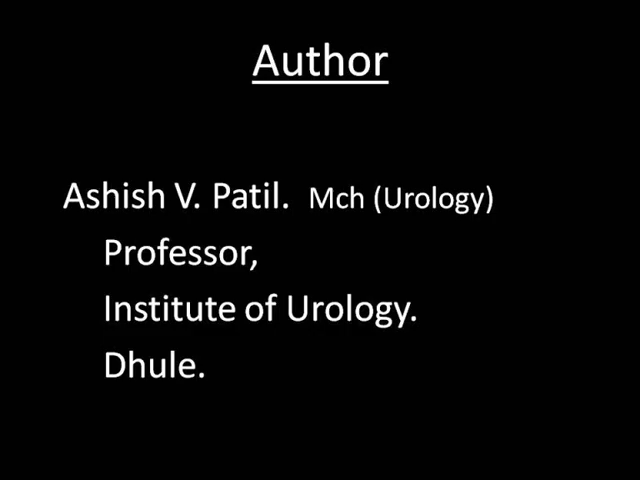 Author
Ashish V. Patil. Mch (Urology)
Professor,
Institute of Urology.
Dhule.